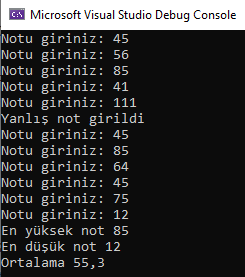 Microsoft Visual Studio Debug Console
Notu giriniz: 45
Notu giriniz: 56
Notu giriniz: 85
Notu giriniz: 41
Notu giriniz: 111
Yanlış not girildi
Notu giriniz: 45
Notu giriniz: 85
Notu giriniz: 64
Notu giriniz: 45
Notu giriniz: 75
Notu giriniz: 12
En yüksek not 85
En düşük not 12
Ortalama 55,3